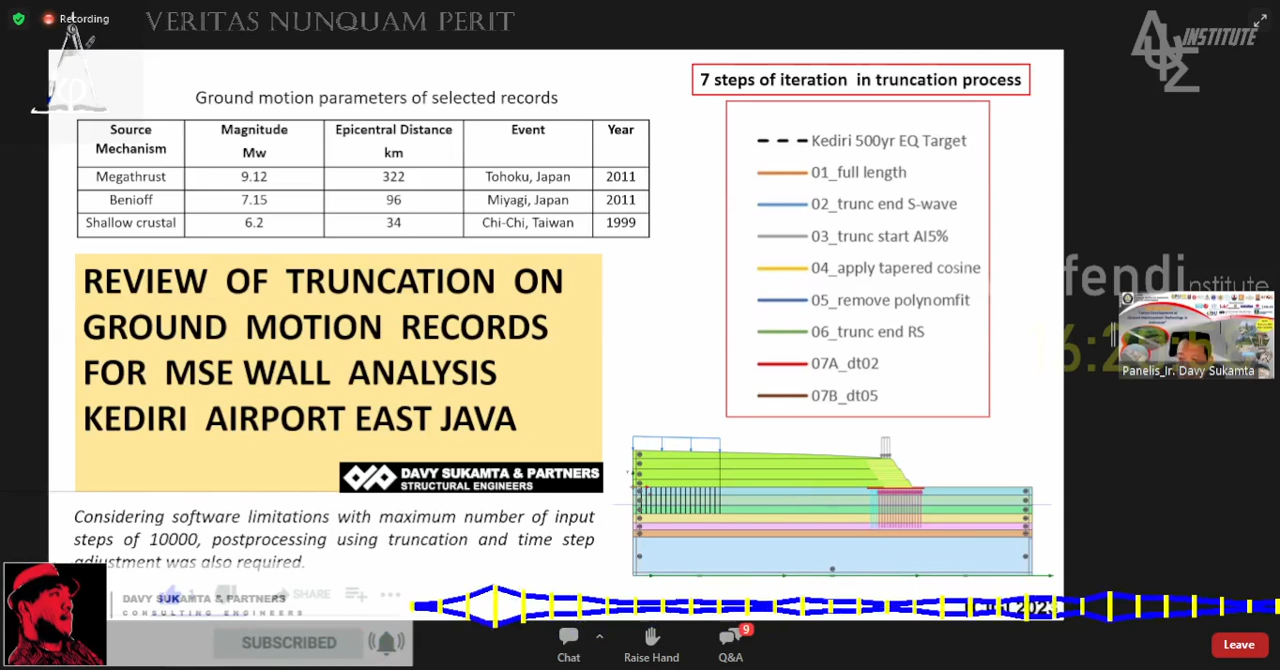 Recording
VERITAS NUNQUAM PERIT
INSTITUTE
7 steps of iteration in truncation process
Ground motion parameters of selected records
Source Mechanism Magnitude Mw Epicentral Distance km Event Year
Megathrust 9.12 322 Tohoku, Japan 2011
Benioff 7.15 96 Miyagi, Japan 2011
Shallow crustal 6.2 34 Chi-Chi, Taiwan 1999
Kediri 500yr EQ Target
01_full length
02_trunc end S-wave
03_trunc start AI5%
04_apply tapered cosine
05_remove polynomfit
06_trunc end RS
07A_dt02
07B_dt05
REVIEW OF TRUNCATION ON
GROUND MOTION RECORDS
FOR MSE WALL ANALYSIS
KEDIRI AIRPORT EAST JAVA
DAVY SUKAMTA & PARTNERS
STRUCTURAL ENGINEERS
fendi
institute
Panelis_Ir. Davy Sukamta
Considering software limitations with maximum number of input
steps of 10000, postprocessing using truncation and time step
adjustment was also required.
SHARE
DAVY SUKAMTA & PARTNERS
CONSULTING ENGINEERS
SUBSCRIBED
9
Chat
Raise Hand
Q&A
Leave